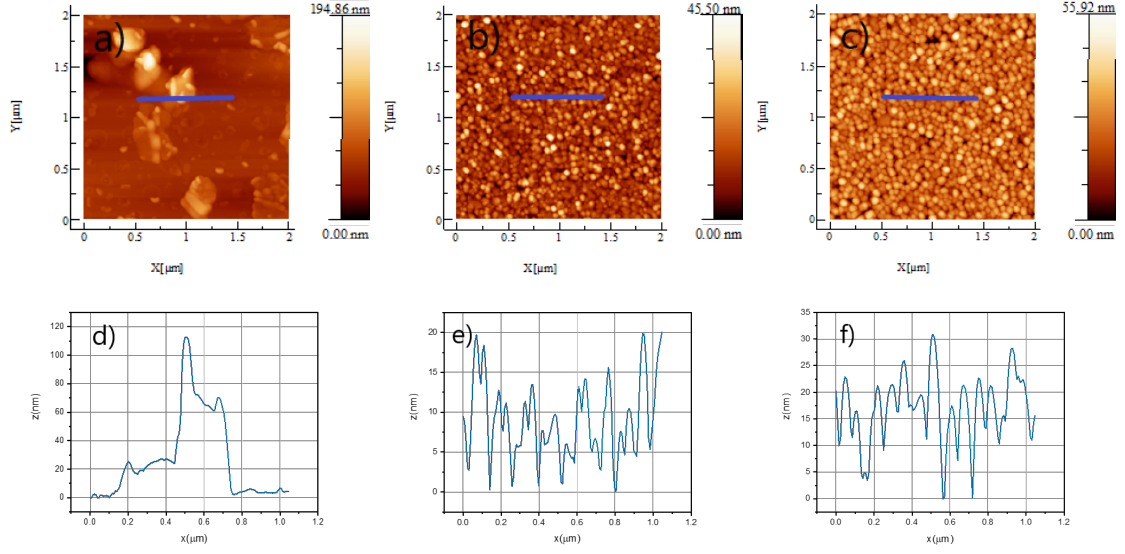 194.86 nm
45.50 nm
55.92 nm
a)
b)
c)
2
1.5
1
0.5
0
Y[µm]
0 0.5 1 1.5 2
X[µm]
0.00 nm
2
1.5
1
0.5
0
Y[µm]
0 0.5 1 1.5 2
X[µm]
0.00 nm
2
1.5
1
0.5
0
Y[µm]
0 0.5 1 1.5 2
X[µm]
0.00 nm
d)
120
100
80
60
40
20
0
z(nm)
0.0 0.2 0.4 0.6 0.8 1.0 1.2
x(µm)
e)
20
15
10
5
0
z(nm)
0.0 0.2 0.4 0.6 0.8 1.0 1.2
x(µm)
f)
35
30
25
20
15
10
5
0
z(nm)
0.0 0.2 0.4 0.6 0.8 1.0 1.2
x(µm)